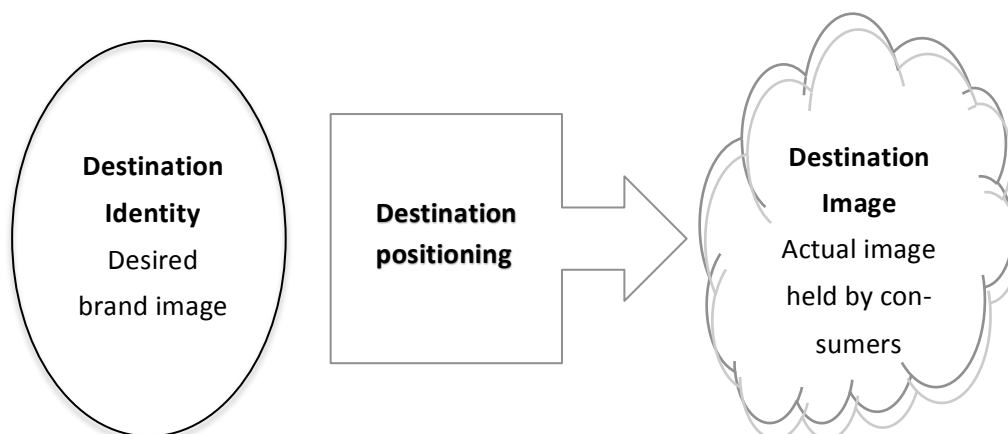 Destination
Identity
Desired
brand image
Destination
positioning
Destination
Image
Actual image
held by con-
sumers